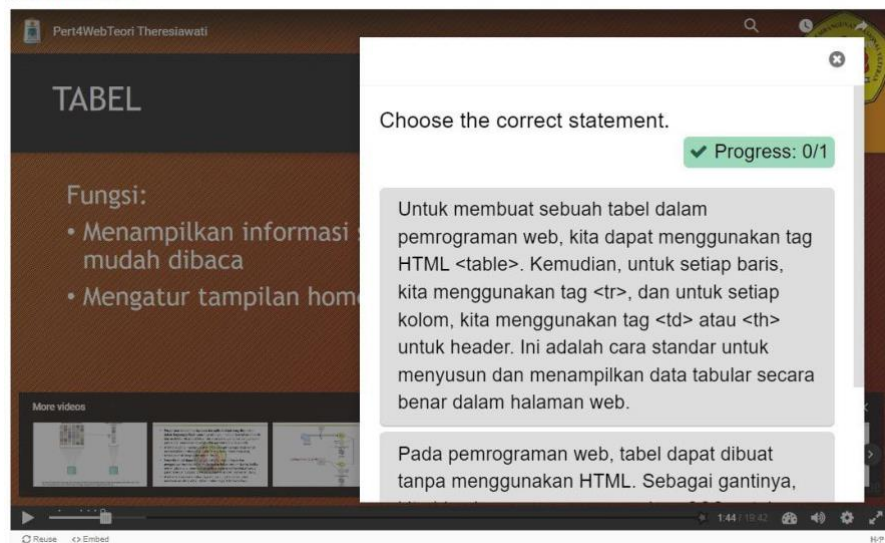 Pert4WebTeori Theresiawati
TABEL
Fungsi:
• Menampilkan informasi
mudah dibaca
• Mengatur tampilan
More videos
Choose the correct statement.
✔ Progress: 0/1
Untuk membuat sebuah tabel dalam
pemrograman web, kita dapat menggunakan tag
HTML <table>. Kemudian, untuk setiap baris,
kita menggunakan tag <tr>, dan untuk setiap
kolom, kita menggunakan tag <td> atau <th>
untuk header. Ini adalah cara standar untuk
menyusun dan menampilkan data tabular secara
benar dalam halaman web.
Pada pemrograman web, tabel dapat dibuat
tanpa menggunakan HTML. Sebagai gantinya,
1:44 / 19:42
Reuse <> Embed
H-P